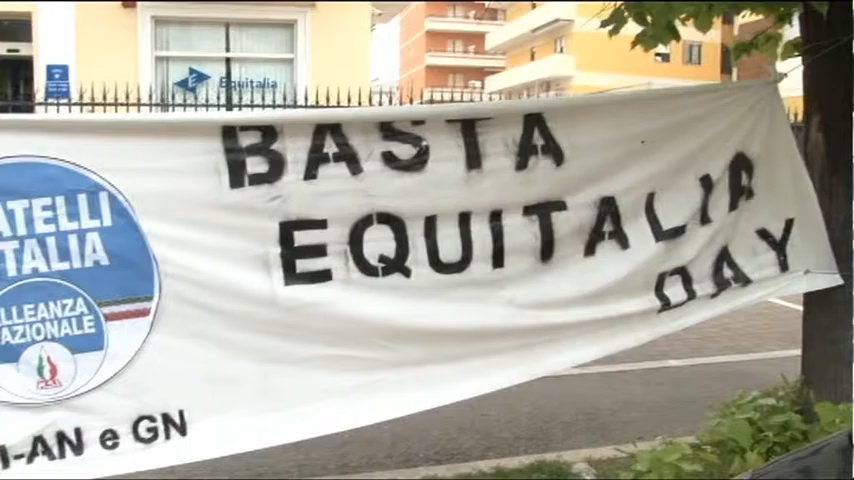 Equitalia
BASTA
EQUITALIA
DAY
ATELLI
TALIA
LLEANZA
AZIONALE
I-AN e GN